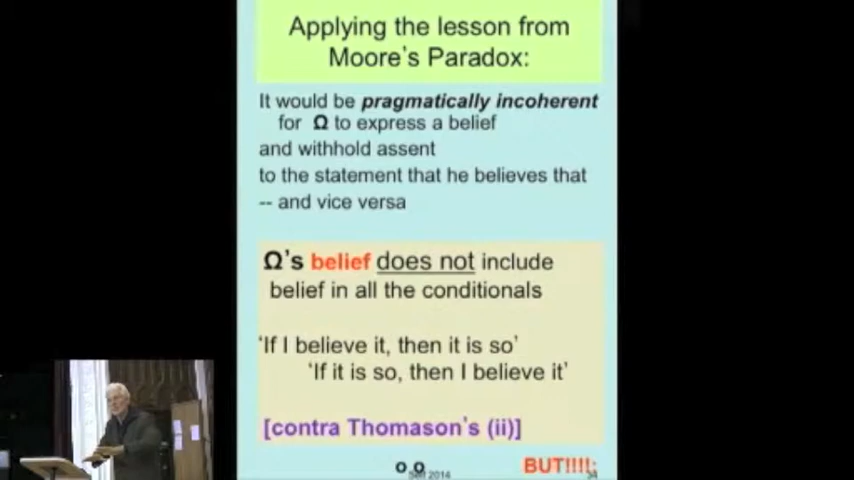 Applying the lesson from
Moore's Paradox:
It would be pragmatically incoherent
for Ω to express a belief
and withhold assent
to the statement that he believes that
-- and vice versa
Ω's belief does not include
belief in all the conditionals
'If I believe it, then it is so'
'If it is so, then I believe it'
[contra Thomason's (ii)]
2014
BUT!!!!: